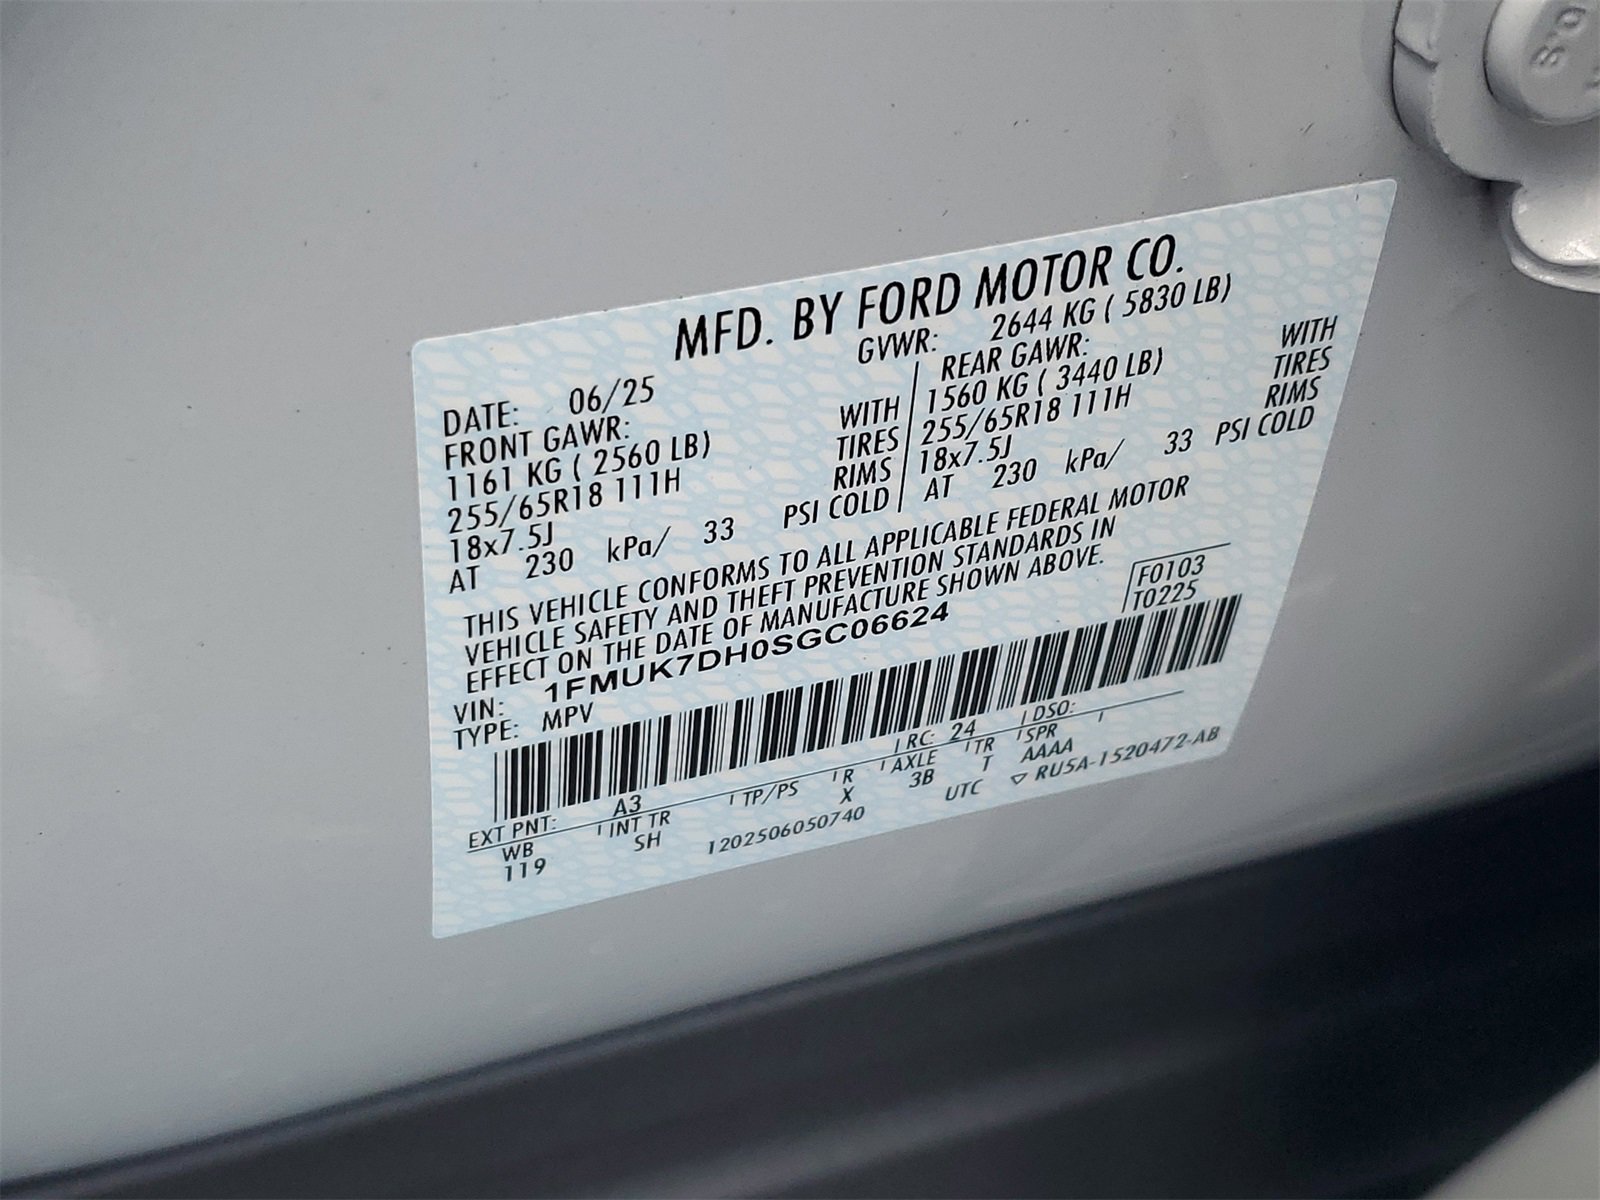 MFD. BY FORD MOTOR CO.
DATE: 06/25 GVWR: 2644 KG ( 5830 LB)
FRONT GAWR: REAR GAWR:
1161 KG ( 2560 LB) WITH 1560 KG ( 3440 LB) WITH
255/65R18 111H TIRES 255/65R18 111H TIRES
18x7.5J RIMS 18x7.5J RIMS
AT 230 kPa/ 33 PSI COLD AT 230 kPa/ 33 PSI COLD
THIS VEHICLE CONFORMS TO ALL APPLICABLE FEDERAL MOTOR
VEHICLE SAFETY AND THEFT PREVENTION STANDARDS IN
EFFECT ON THE DATE OF MANUFACTURE SHOWN ABOVE.
F0103
T0225
VIN: 1FMUK7DH0SGC06624
TYPE: MPV
EXT PNT: A3 RC: 24 DSO:
WB INT TR TP/PS R AXLE TR SPR
119 SH X 3B T AAAA
1202506050740 UTC ▽ RU5A-1520472-AB